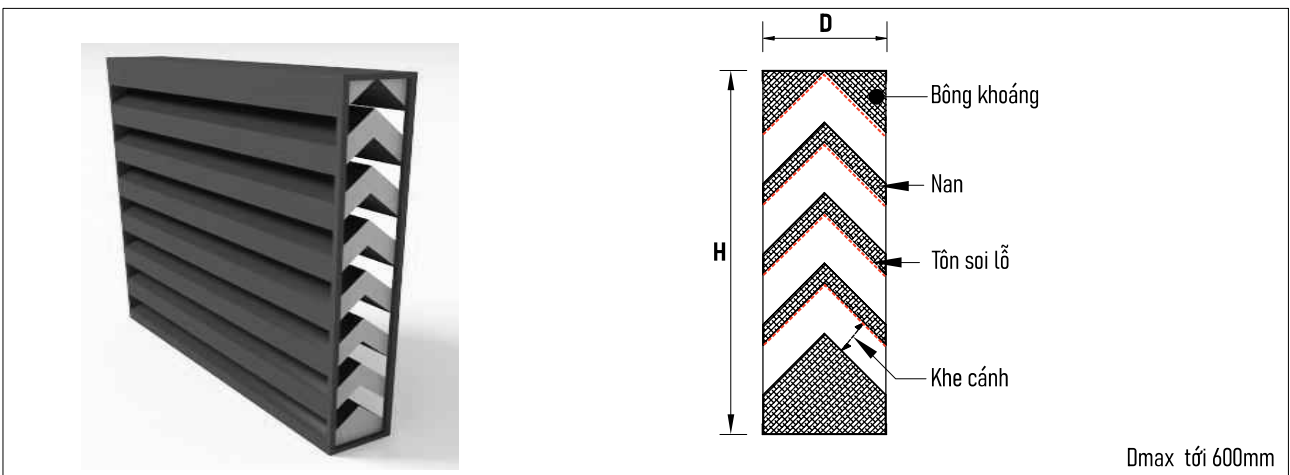 D
H
Bông khoáng
Nan
Tôn soi lỗ
Khe cánh
Dmax tới 600mm